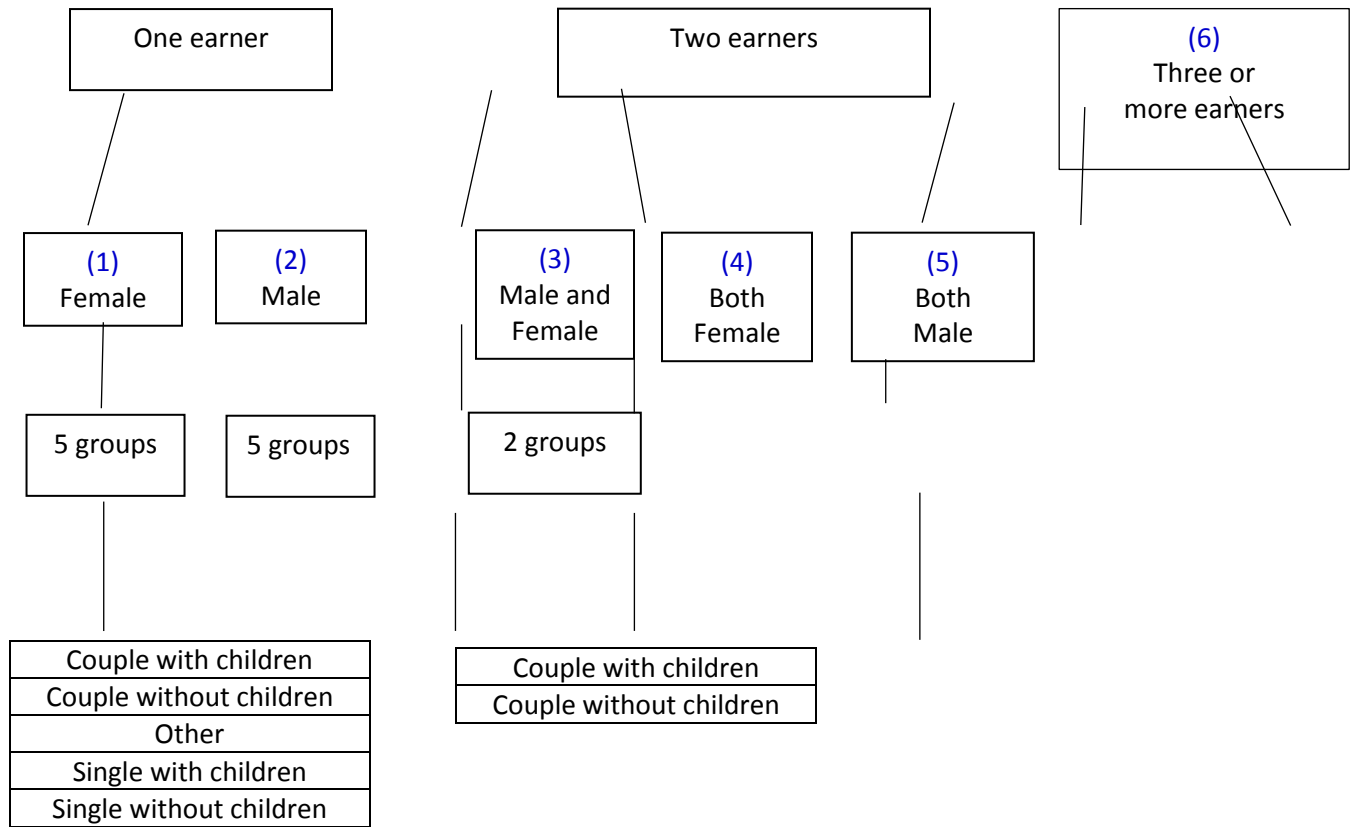 One earner
Two earners
(6)
Three or
more earners
(1)
Female
(2)
Male
(3)
Male and
Female
(4)
Both
Female
(5)
Both
Male
5 groups
5 groups
2 groups
Couple with children
Couple without children
Other
Single with children
Single without children
Couple with children
Couple without children